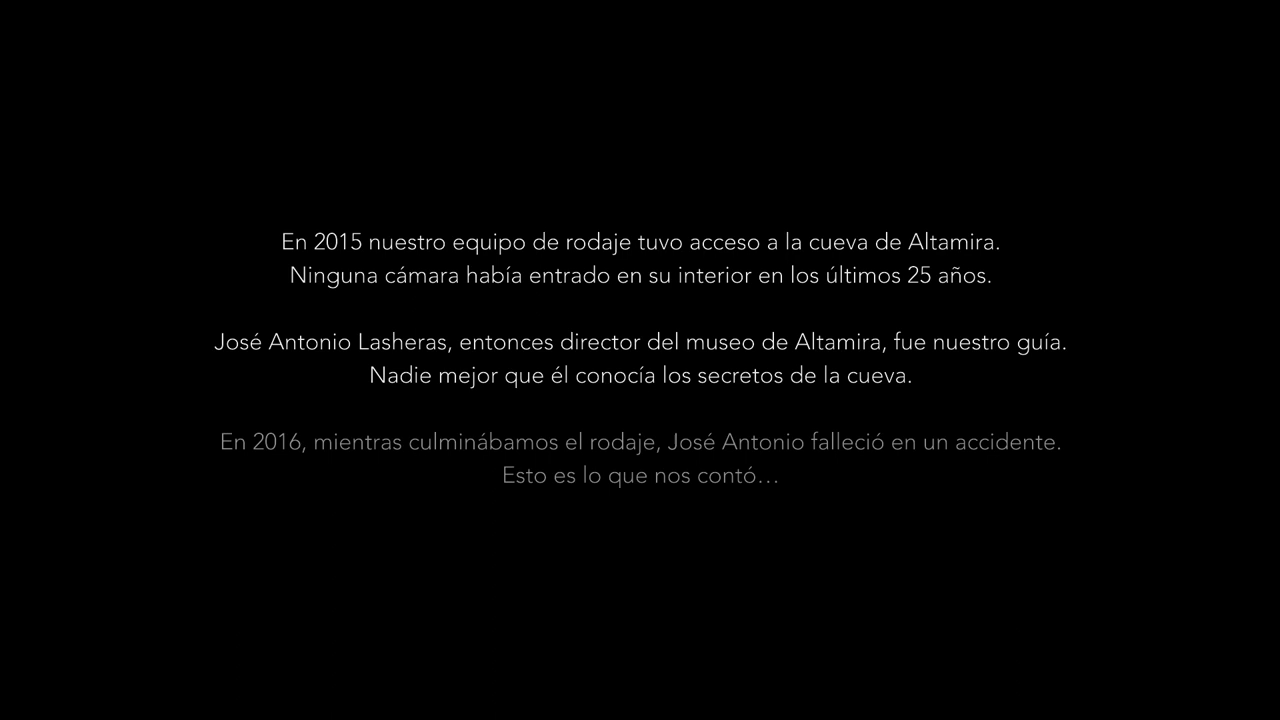 En 2015 nuestro equipo de rodaje tuvo acceso a la cueva de Altamira.
Ninguna cámara había entrado en su interior en los últimos 25 años.
José Antonio Lasheras, entonces director del museo de Altamira, fue nuestro guía.
Nadie mejor que él conocía los secretos de la cueva.
En 2016, mientras culminábamos el rodaje, José Antonio falleció en un accidente.
Esto es lo que nos contó…